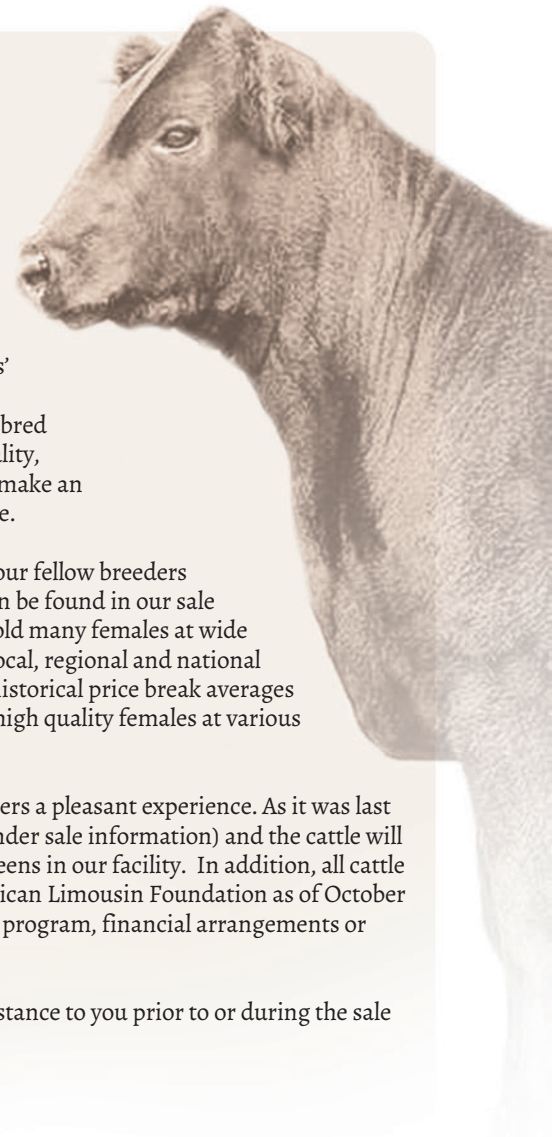 s’
bred
lity,
make an
e.
our fellow breeders
n be found in our sale
old many females at wide
ocal, regional and national
istorical price break averages
high quality females at various
ers a pleasant experience. As it was last
nder sale information) and the cattle will
eens in our facility.  In addition, all cattle
ican Limousin Foundation as of October
program, financial arrangements or
stance to you prior to or during the sale